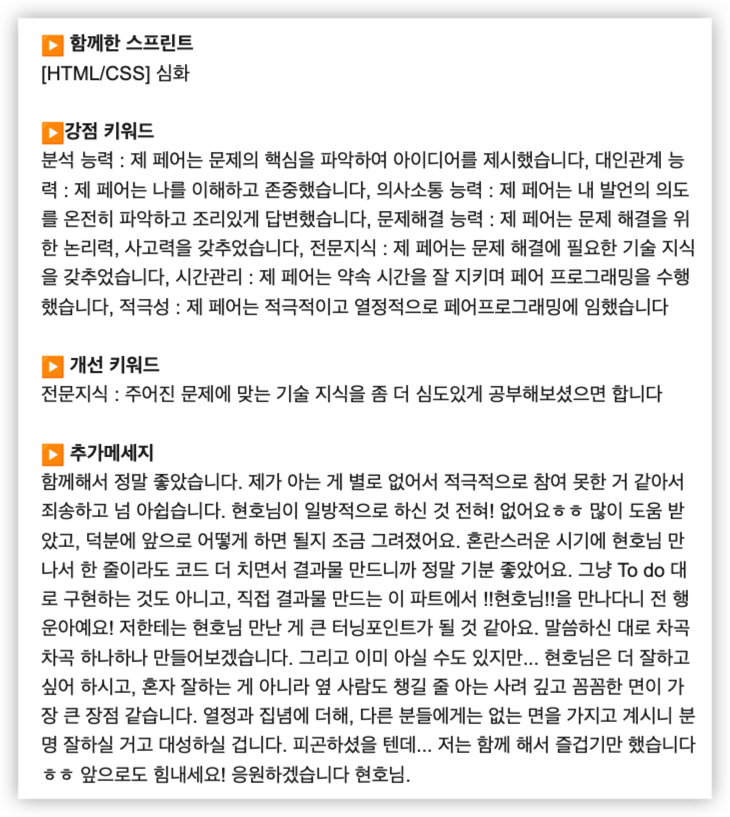 ▶️ 함께한 스프린트
[HTML/CSS] 심화
▶️강점 키워드
분석 능력 : 제 페어는 문제의 핵심을 파악하여 아이디어를 제시했습니다, 대인관계 능
력 : 제 페어는 나를 이해하고 존중했습니다, 의사소통 능력 : 제 페어는 내 발언의 의도
를 온전히 파악하고 조리있게 답변했습니다, 문제해결 능력 : 제 페어는 문제 해결을 위
한 논리력, 사고력을 갖추었습니다, 전문지식 : 제 페어는 문제 해결에 필요한 기술 지식
을 갖추었습니다, 시간관리 : 제 페어는 약속 시간을 잘 지키며 페어 프로그래밍을 수행
했습니다, 적극성 : 제 페어는 적극적이고 열정적으로 페어프로그래밍에 임했습니다
▶️ 개선 키워드
전문지식 : 주어진 문제에 맞는 기술 지식을 좀 더 심도있게 공부해보셨으면 합니다
▶️ 추가메세지
함께해서 정말 좋았습니다. 제가 아는 게 별로 없어서 적극적으로 참여 못한 거 같아서
죄송하고 넘 아쉽습니다. 현호님이 일방적으로 하신 것 전혀! 없어요ㅎㅎ 많이 도움 받
았고, 덕분에 앞으로 어떻게 하면 될지 조금 그려졌어요. 혼란스러운 시기에 현호님 만
나서 한 줄이라도 코드 더 치면서 결과물 만드니까 정말 기분 좋았어요. 그냥 To do 대
로 구현하는 것도 아니고, 직접 결과물 만드는 이 파트에서 !!현호님!!을 만나다니 전 행
운아예요! 저한테는 현호님 만난 게 큰 터닝포인트가 될 것 같아요. 말씀하신 대로 차곡
차곡 하나하나 만들어보겠습니다. 그리고 이미 아실 수도 있지만... 현호님은 더 잘하고
싶어 하시고, 혼자 잘하는 게 아니라 옆 사람도 챙길 줄 아는 사려 깊고 꼼꼼한 면이 가
장 큰 장점 같습니다. 열정과 집념에 더해, 다른 분들에게는 없는 면을 가지고 계시니 분
명 잘하실 거고 대성하실 겁니다. 피곤하셨을 텐데... 저는 함께 해서 즐겁기만 했습니다
ㅎㅎ 앞으로도 힘내세요! 응원하겠습니다 현호님.